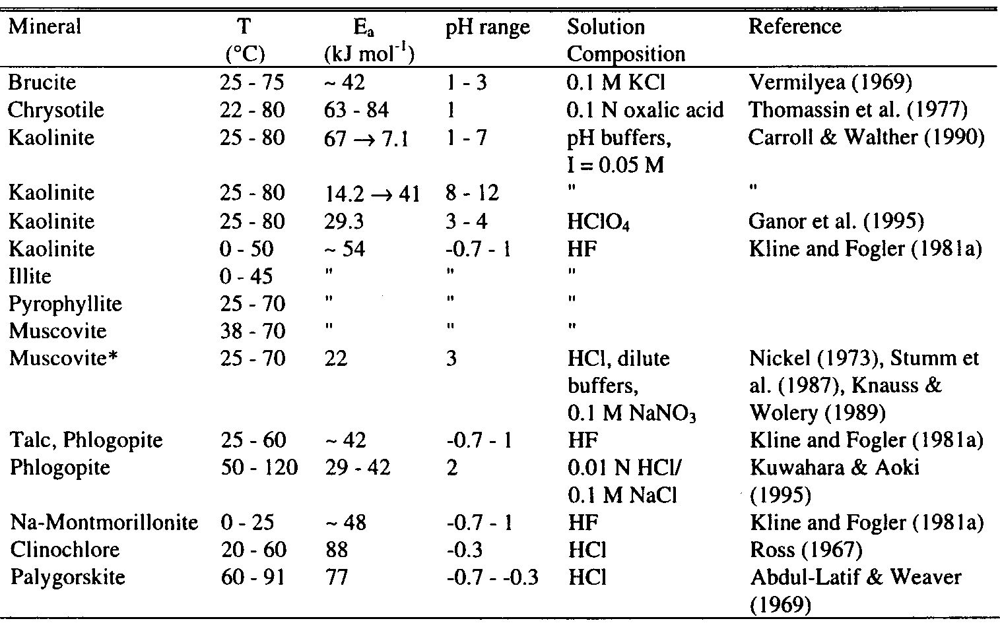 Mineral T Eₐ pH range Solution Reference
(°C) (kJ mol⁻¹) Composition
Brucite 25 - 75 ~ 42 1 - 3 0.1 M KCl Vermilyea (1969)
Chrysotile 22 - 80 63 - 84 1 0.1 N oxalic acid Thomassin et al. (1977)
Kaolinite 25 - 80 67 → 7.1 1 - 7 pH buffers, Carroll & Walther (1990)
I = 0.05 M
Kaolinite 25 - 80 14.2 → 41 8 - 12 " "
Kaolinite 25 - 80 29.3 3 - 4 HClO₄ Ganor et al. (1995)
Kaolinite 0 - 50 ~ 54 -0.7 - 1 HF Kline and Fogler (1981a)
Illite 0 - 45 " " "
Pyrophyllite 25 - 70 " " "
Muscovite 38 - 70 " " "
Muscovite* 25 - 70 22 3 HCl, dilute Nickel (1973), Stumm et
buffers, al. (1987), Knauss &
0.1 M NaNO₃ Wolery (1989)
Talc, Phlogopite 25 - 60 ~ 42 -0.7 - 1 HF Kline and Fogler (1981a)
Phlogopite 50 - 120 29 - 42 2 0.01 N HCl/ Kuwahara & Aoki
0.1 M NaCl (1995)
Na-Montmorillonite 0 - 25 ~ 48 -0.7 - 1 HF Kline and Fogler (1981a)
Clinochlore 20 - 60 88 -0.3 HCl Ross (1967)
Palygorskite 60 - 91 77 -0.7 - -0.3 HCl Abdul-Latif & Weaver
(1969)